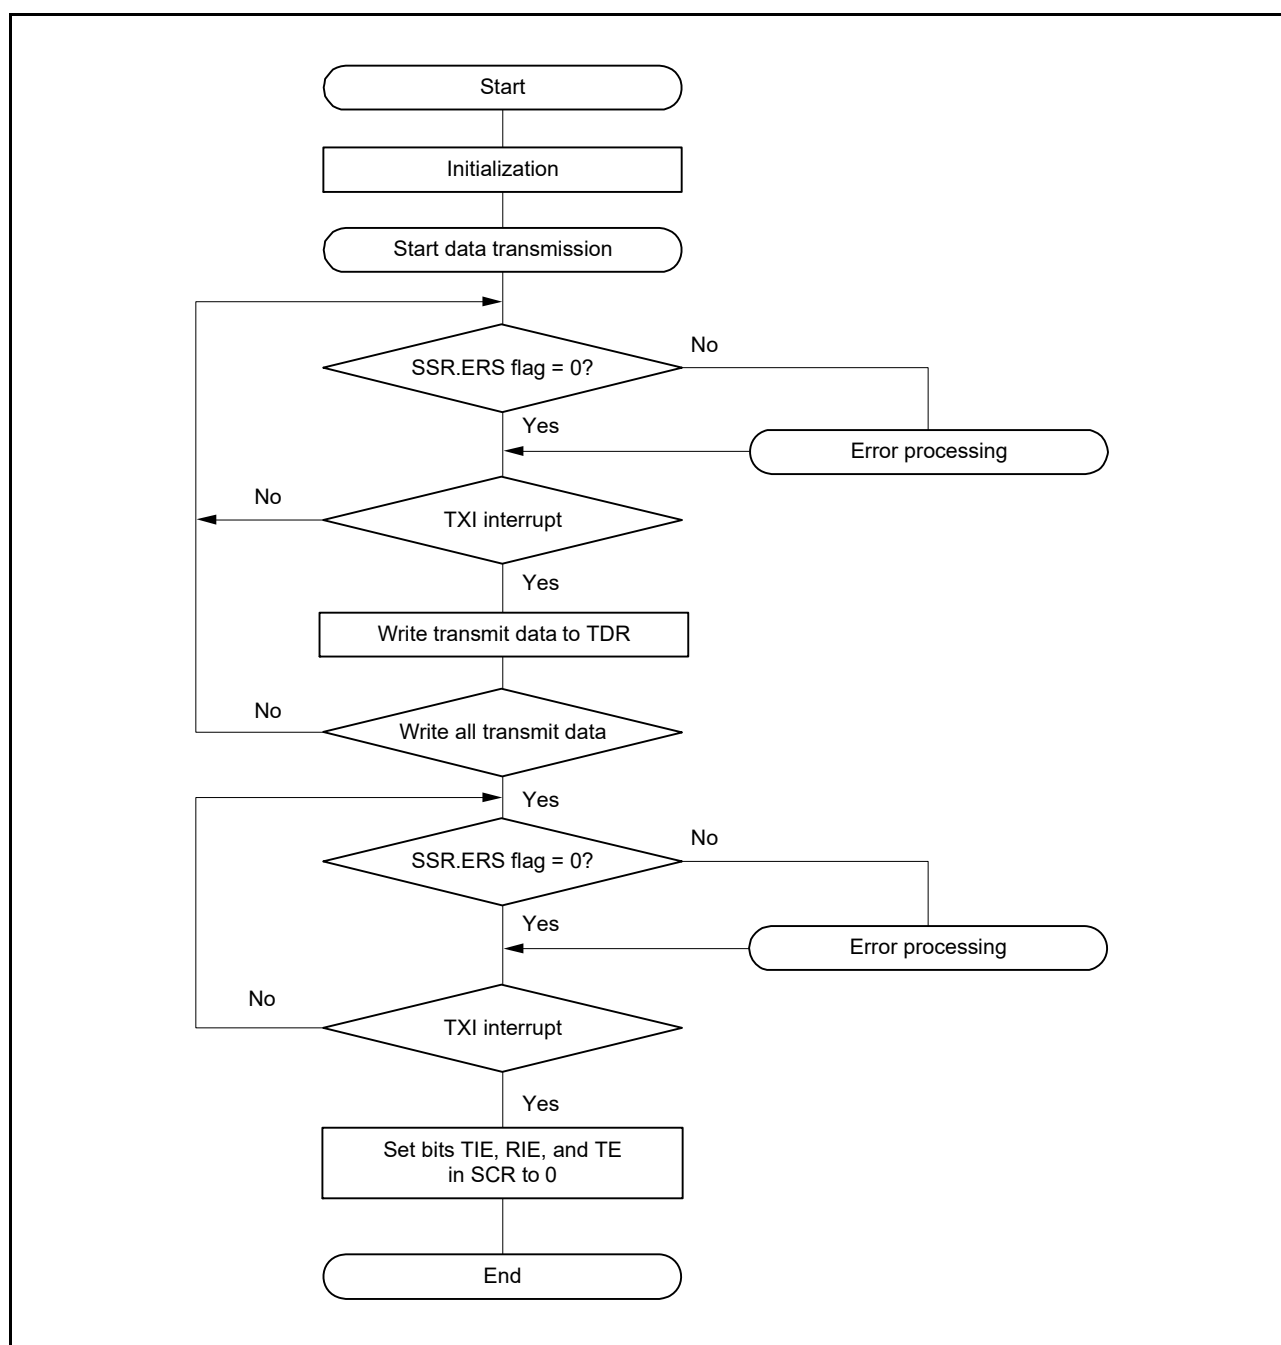 Start
Initialization
Start data transmission
SSR.ERS flag = 0?
No
Yes
Error processing
No
TXI interrupt
Yes
Write transmit data to TDR
No
Write all transmit data
Yes
SSR.ERS flag = 0?
No
Yes
Error processing
No
TXI interrupt
Yes
Set bits TIE, RIE, and TE
in SCR to 0
End